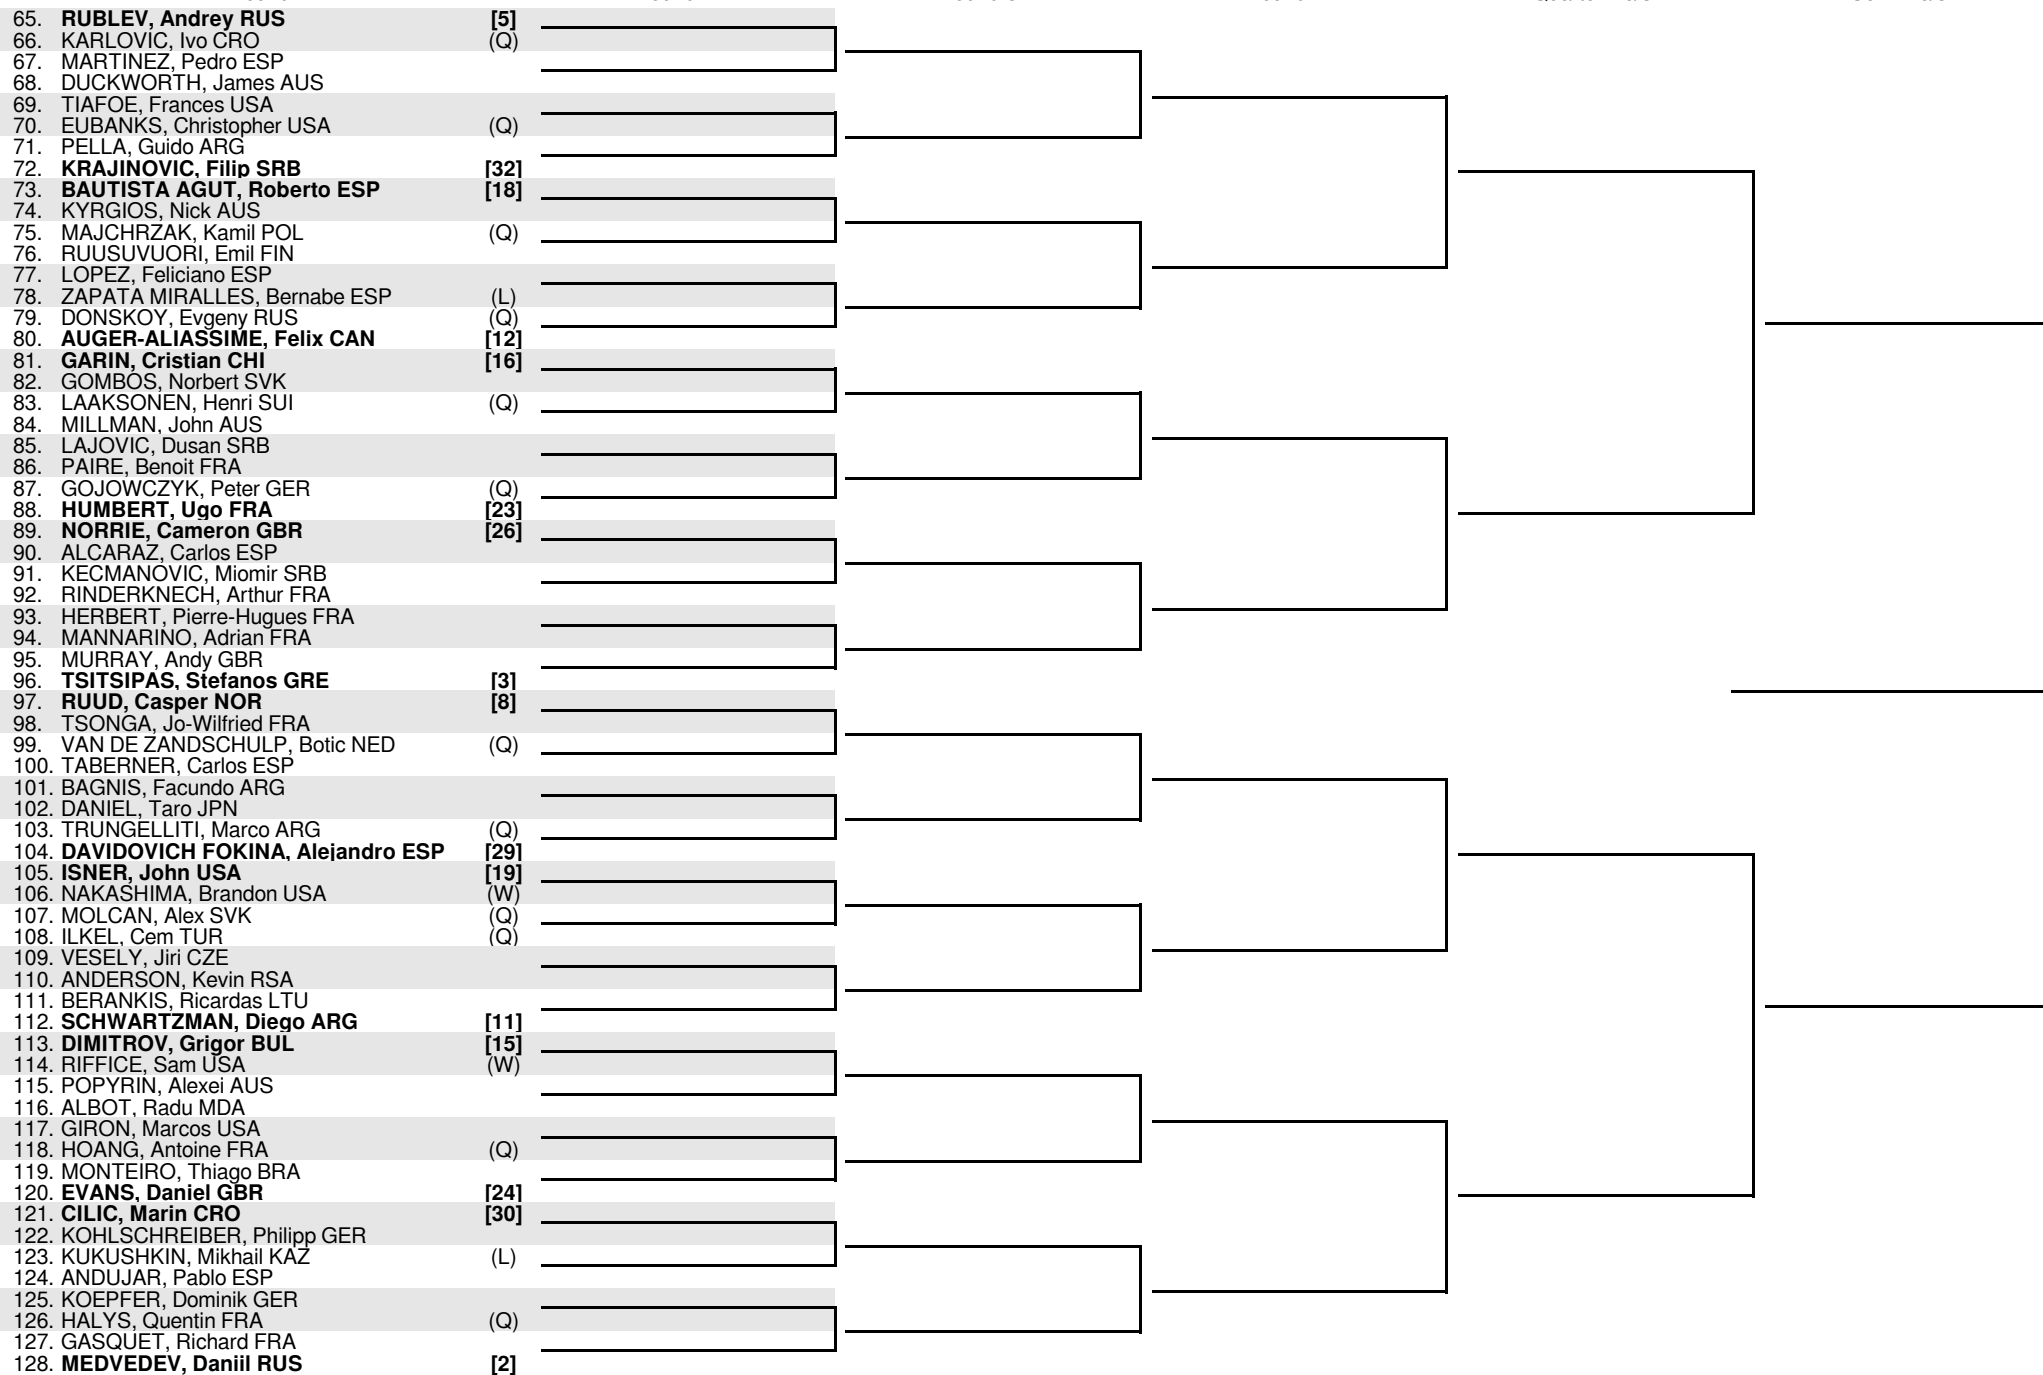 65. RUBLEV, Andrey RUS [5]
66. KARLOVIC, Ivo CRO (Q)
67. MARTINEZ, Pedro ESP
68. DUCKWORTH, James AUS
69. TIAFOE, Frances USA
70. EUBANKS, Christopher USA (Q)
71. PELLA, Guido ARG
72. KRAJINOVIC, Filip SRB [32]
73. BAUTISTA AGUT, Roberto ESP [18]
74. KYRGIOS, Nick AUS
75. MAJCHRZAK, Kamil POL (Q)
76. RUUSUVUORI, Emil FIN
77. LOPEZ, Feliciano ESP
78. ZAPATA MIRALLES, Bernabe ESP (L)
79. DONSKOY, Evgeny RUS (Q)
80. AUGER-ALIASSIME, Felix CAN [12]
81. GARIN, Cristian CHI [16]
82. GOMBOS, Norbert SVK
83. LAAKSONEN, Henri SUI (Q)
84. MILLMAN, John AUS
85. LAJOVIC, Dusan SRB
86. PAIRE, Benoit FRA
87. GOJOWCZYK, Peter GER (Q)
88. HUMBERT, Ugo FRA [23]
89. NORRIE, Cameron GBR [26]
90. ALCARAZ, Carlos ESP
91. KECMANOVIC, Miomir SRB
92. RINDERKNECH, Arthur FRA
93. HERBERT, Pierre-Hugues FRA
94. MANNARINO, Adrian FRA
95. MURRAY, Andy GBR
96. TSITSIPAS, Stefanos GRE [3]
97. RUUD, Casper NOR [8]
98. TSONGA, Jo-Wilfried FRA
99. VAN DE ZANDSCHULP, Botic NED (Q)
100. TABERNER, Carlos ESP
101. BAGNIS, Facundo ARG
102. DANIEL, Taro JPN
103. TRUNGELLITI, Marco ARG (Q)
104. DAVIDOVICH FOKINA, Alejandro ESP [29]
105. ISNER, John USA [19]
106. NAKASHIMA, Brandon USA (W)
107. MOLCAN, Alex SVK (Q)
108. ILKEL, Cem TUR (Q)
109. VESELY, Jiri CZE
110. ANDERSON, Kevin RSA
111. BERANKIS, Ricardas LTU
112. SCHWARTZMAN, Diego ARG [11]
113. DIMITROV, Grigor BUL [15]
114. RIFFICE, Sam USA (W)
115. POPYRIN, Alexei AUS
116. ALBOT, Radu MDA
117. GIRON, Marcos USA
118. HOANG, Antoine FRA (Q)
119. MONTEIRO, Thiago BRA
120. EVANS, Daniel GBR [24]
121. CILIC, Marin CRO [30]
122. KOHLSCHREIBER, Philipp GER
123. KUKUSHKIN, Mikhail KAZ (L)
124. ANDUJAR, Pablo ESP
125. KOEPFER, Dominik GER
126. HALYS, Quentin FRA (Q)
127. GASQUET, Richard FRA
128. MEDVEDEV, Daniil RUS [2]